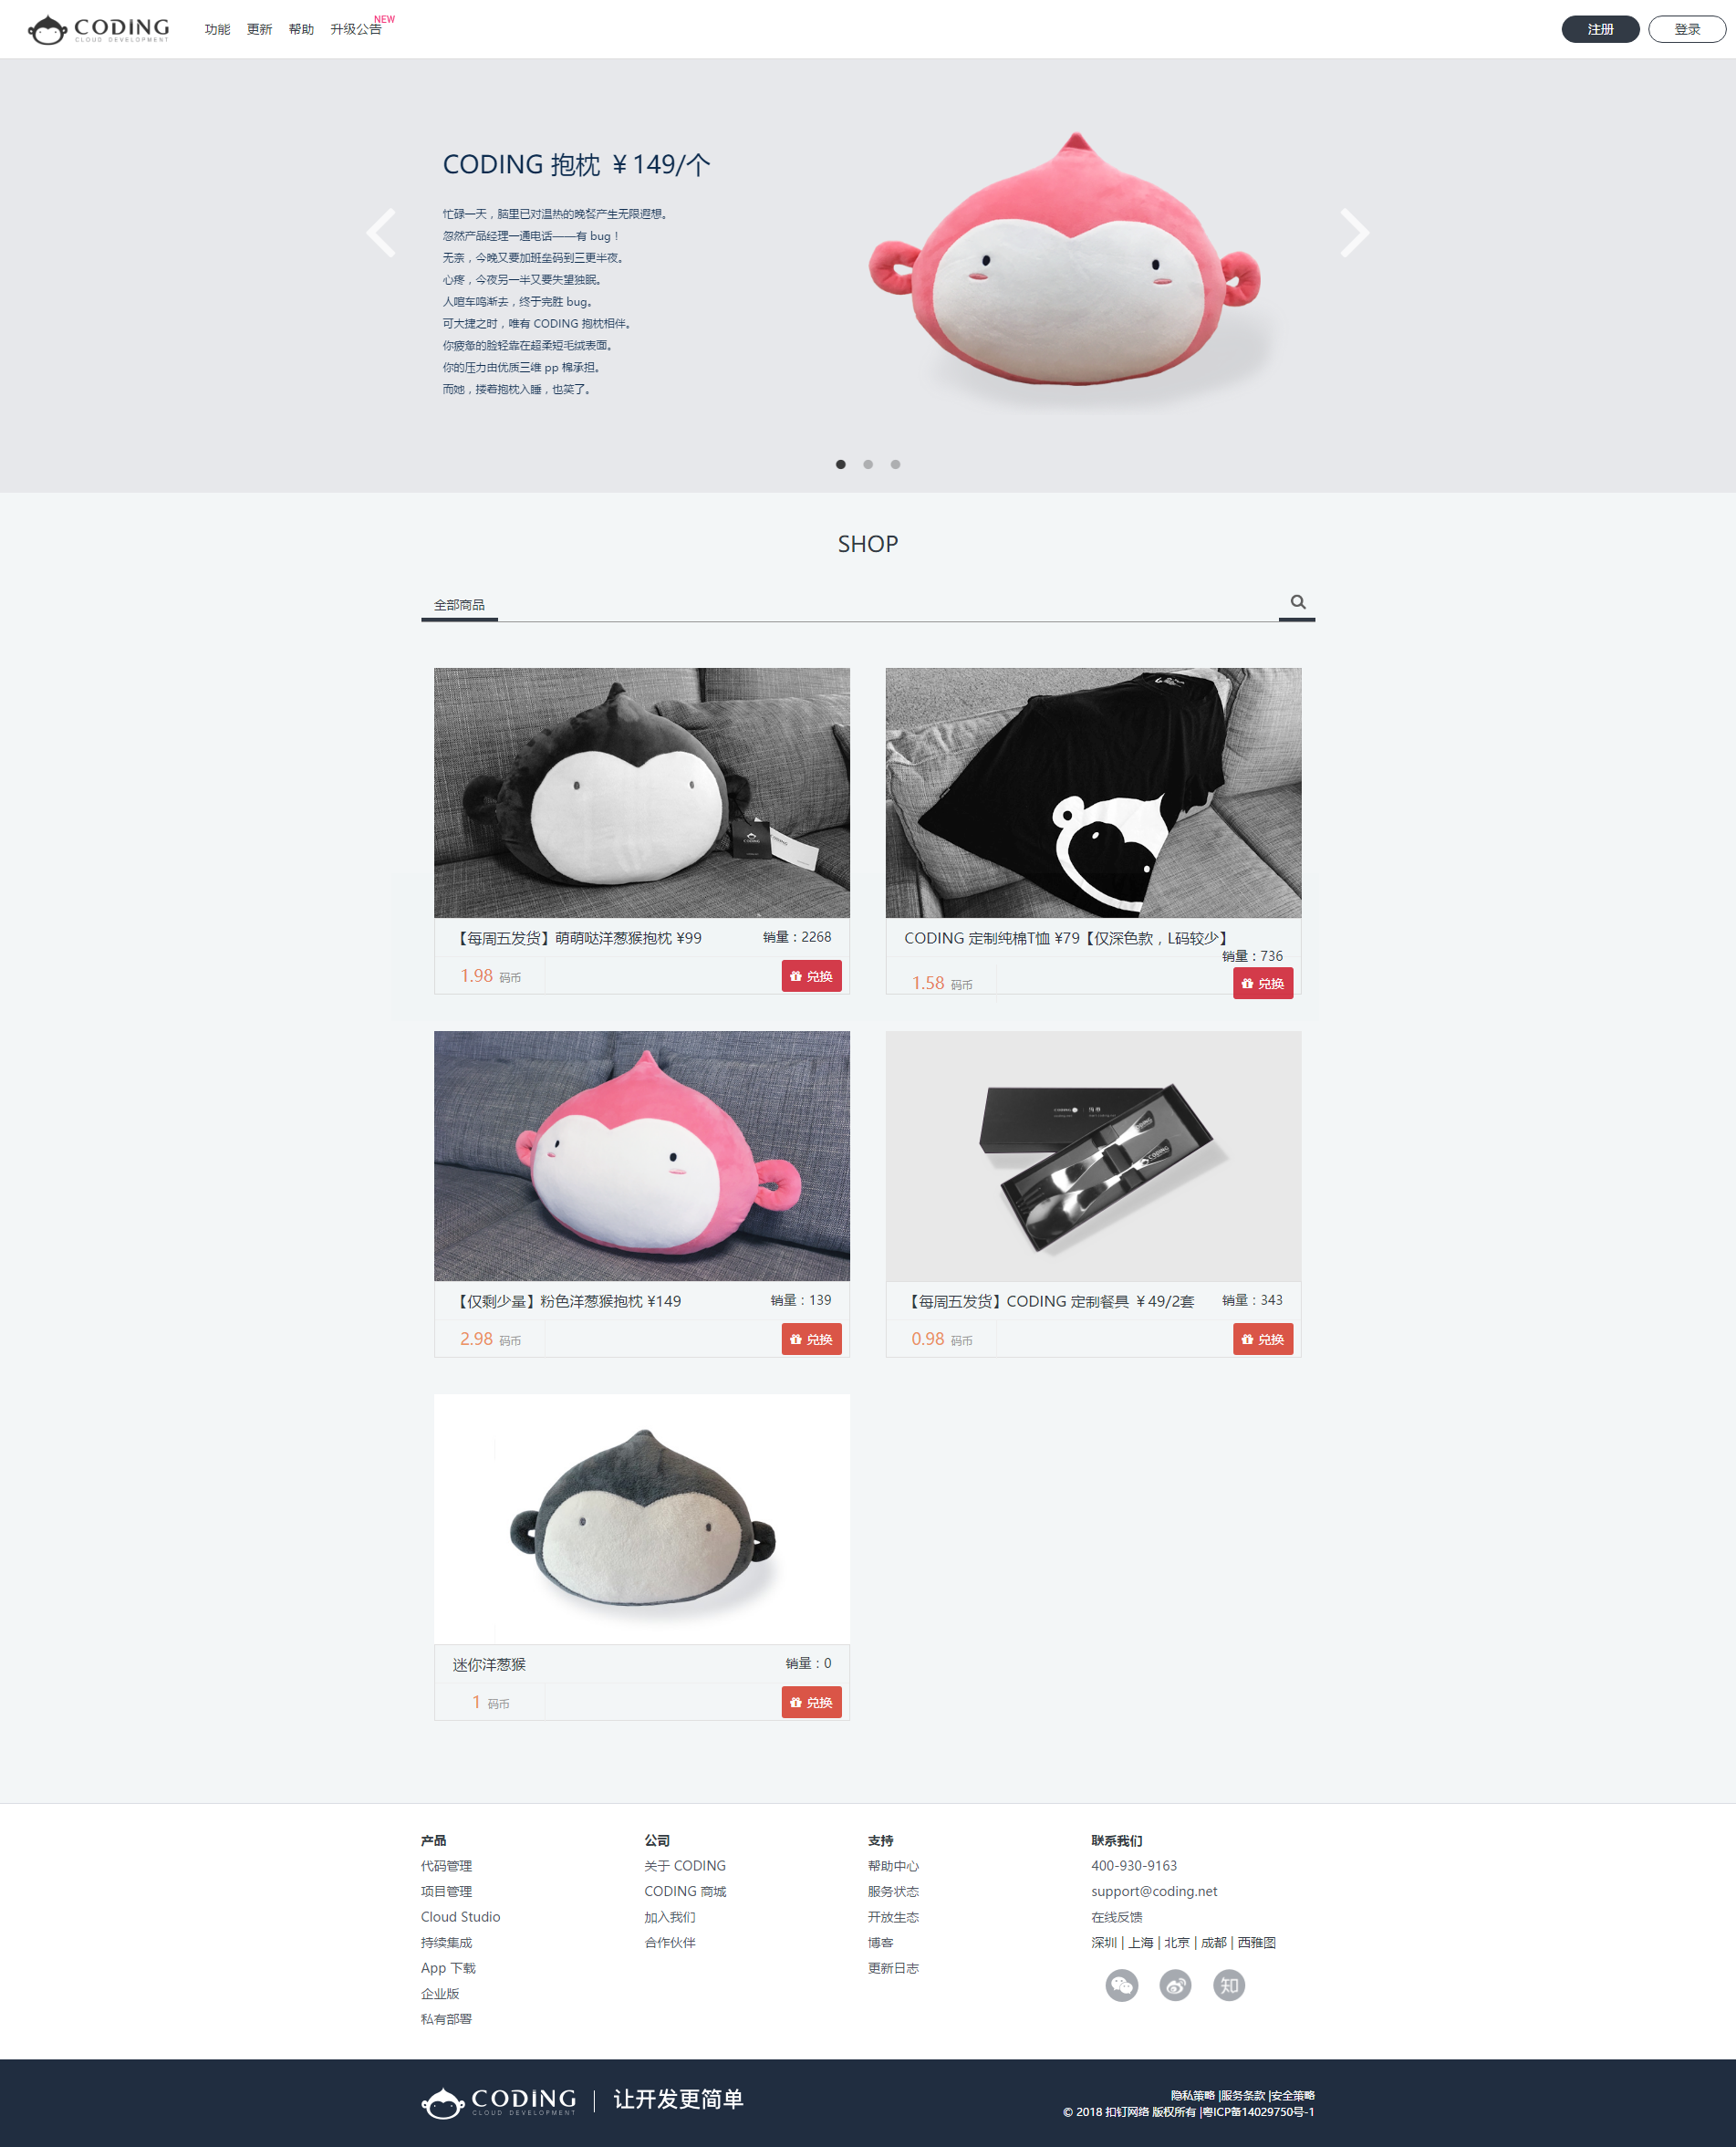 CODING
CLOUD DEVELOPMENT
功能 更新 帮助 升级公告 NEW
注册 登录
CODING 抱枕 ￥149/个
忙碌一天，脑里已对温热的晚餐产生无限遐想。
忽然产品经理一通电话——有 bug！
无奈，今晚又要加班垒码到三更半夜。
心疼，今夜另一半又要失望独眠。
人喧车鸣渐去，终于完胜 bug。
可大捷之时，唯有 CODING 抱枕相伴。
你疲惫的脸轻靠在超柔短毛绒表面。
你的压力由优质三维 pp 棉承担。
而她，搂着抱枕入睡，也笑了。
SHOP
全部商品
CODING
【每周五发货】萌萌哒洋葱猴抱枕 ¥99 销量：2268
1.98 码币 兑换
CODING 定制纯棉T恤 ¥79【仅深色款，L码较少】
销量：736
1.58 码币 兑换
【仅剩少量】粉色洋葱猴抱枕 ¥149 销量：139
2.98 码币 兑换
CODING
【每周五发货】CODING 定制餐具 ￥49/2套 销量：343
0.98 码币 兑换
迷你洋葱猴 销量：0
1 码币 兑换
产品
代码管理
项目管理
Cloud Studio
持续集成
App 下载
企业版
私有部署
公司
关于 CODING
CODING 商城
加入我们
合作伙伴
支持
帮助中心
服务状态
开放生态
博客
更新日志
联系我们
400-930-9163
support@coding.net
在线反馈
深圳 | 上海 | 北京 | 成都 | 西雅图
知
CODING
CLOUD DEVELOPMENT
让开发更简单
隐私策略 |服务条款 |安全策略
© 2018 扣钉网络 版权所有 |粤ICP备14029750号-1